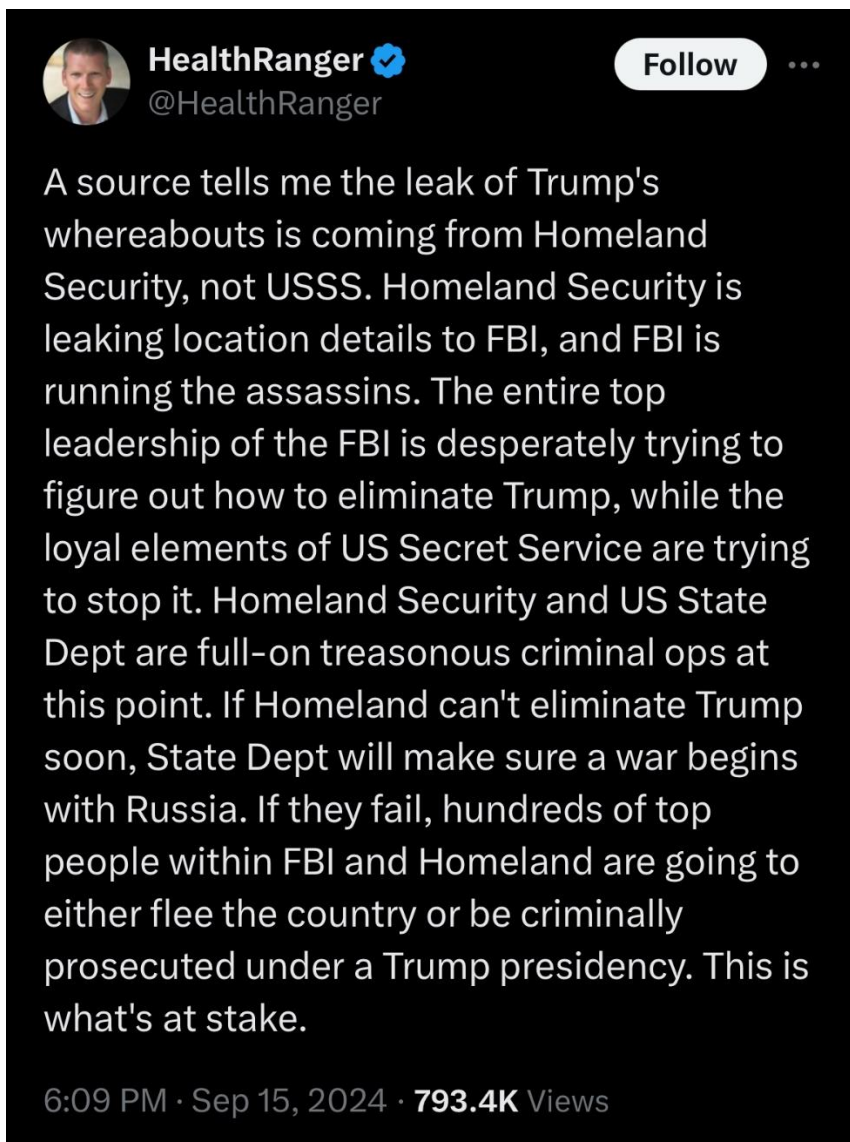 HealthRanger
@HealthRanger
Follow
A source tells me the leak of Trump's
whereabouts is coming from Homeland
Security, not USSS. Homeland Security is
leaking location details to FBI, and FBI is
running the assassins. The entire top
leadership of the FBI is desperately trying to
figure out how to eliminate Trump, while the
loyal elements of US Secret Service are trying
to stop it. Homeland Security and US State
Dept are full-on treasonous criminal ops at
this point. If Homeland can't eliminate Trump
soon, State Dept will make sure a war begins
with Russia. If they fail, hundreds of top
people within FBI and Homeland are going to
either flee the country or be criminally
prosecuted under a Trump presidency. This is
what's at stake.
6:09 PM · Sep 15, 2024 · 793.4K Views